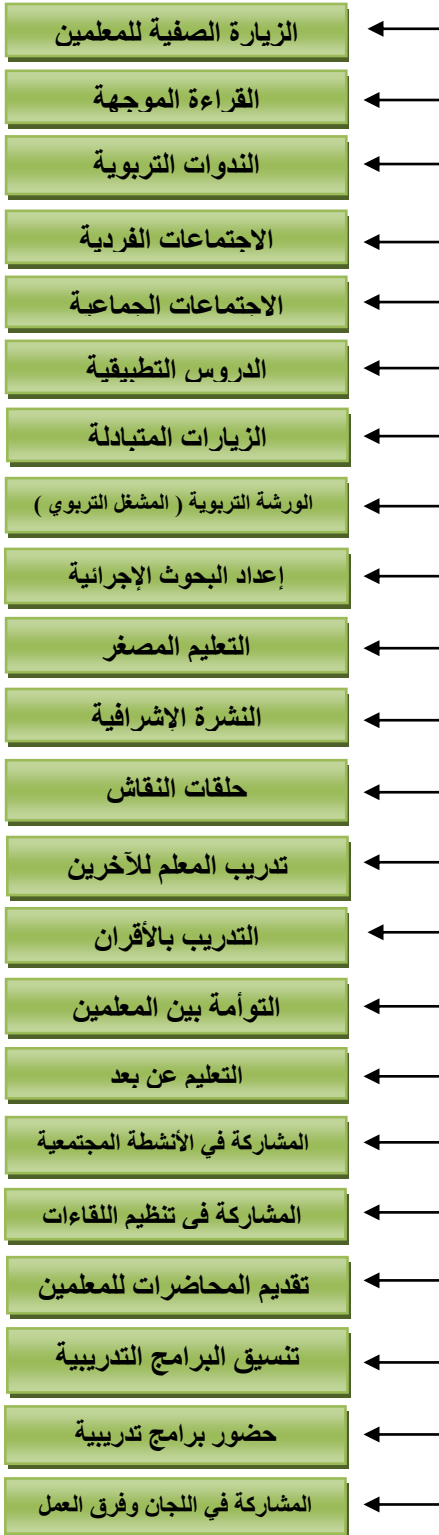 الزيارة الصفية للمعلمين
القراءة الموجهة
الندوات التربوية
الاجتماعات الفردية
الاجتماعات الجماعية
الدروس التطبيقية
الزيارات المتبادلة
الورشة التربوية ( المشغل التربوي )
إعداد البحوث الإجرائية
التعليم المصغر
النشرة الإشرافية
حلقات النقاش
تدريب المعلم للآخرين
التدريب بالأقران
التوأمة بين المعلمين
التعليم عن بعد
المشاركة في الأنشطة المجتمعية
المشاركة في تنظيم اللقاءات
تقديم المحاضرات للمعلمين
تنسيق البرامج التدريبية
حضور برامج تدريبية
المشاركة في اللجان وفرق العمل